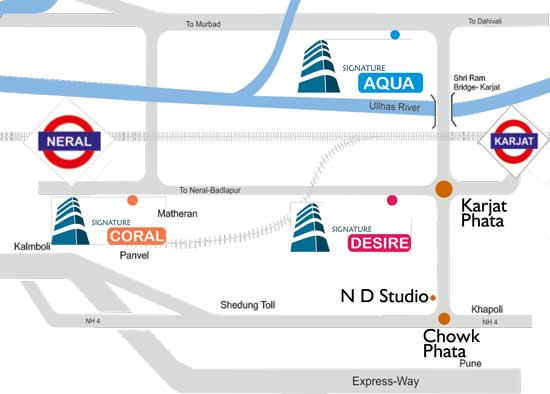 To Murbad
To Dahivali
SIGNATURE
AQUA
Shri Ram
Bridge- Karjat
Ullhas River
NERAL
KARJAT
To Neral-Badlapur
Karjat
Phata
Matheran
SIGNATURE
CORAL
SIGNATURE
DESIRE
Kalmboli
Panvel
N D Studio
Shedung Toll
Khapoli
NH 4
NH 4
Chowk
Phata
Pune
Express-Way